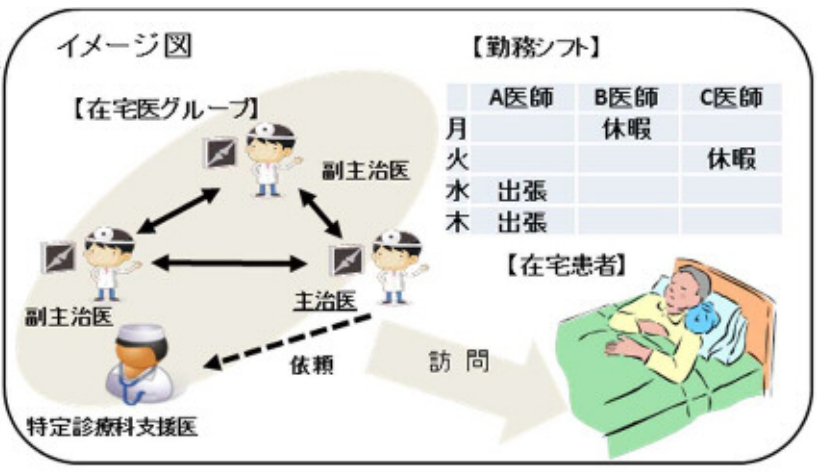 イメージ図
【勤務シフト】
A医師 B医師 C医師
月 休暇
火 休暇
水 出張
木 出張
【在宅医グループ】
副主治医
副主治医
主治医
【在宅患者】
依頼
訪 問
特定診療科支援医